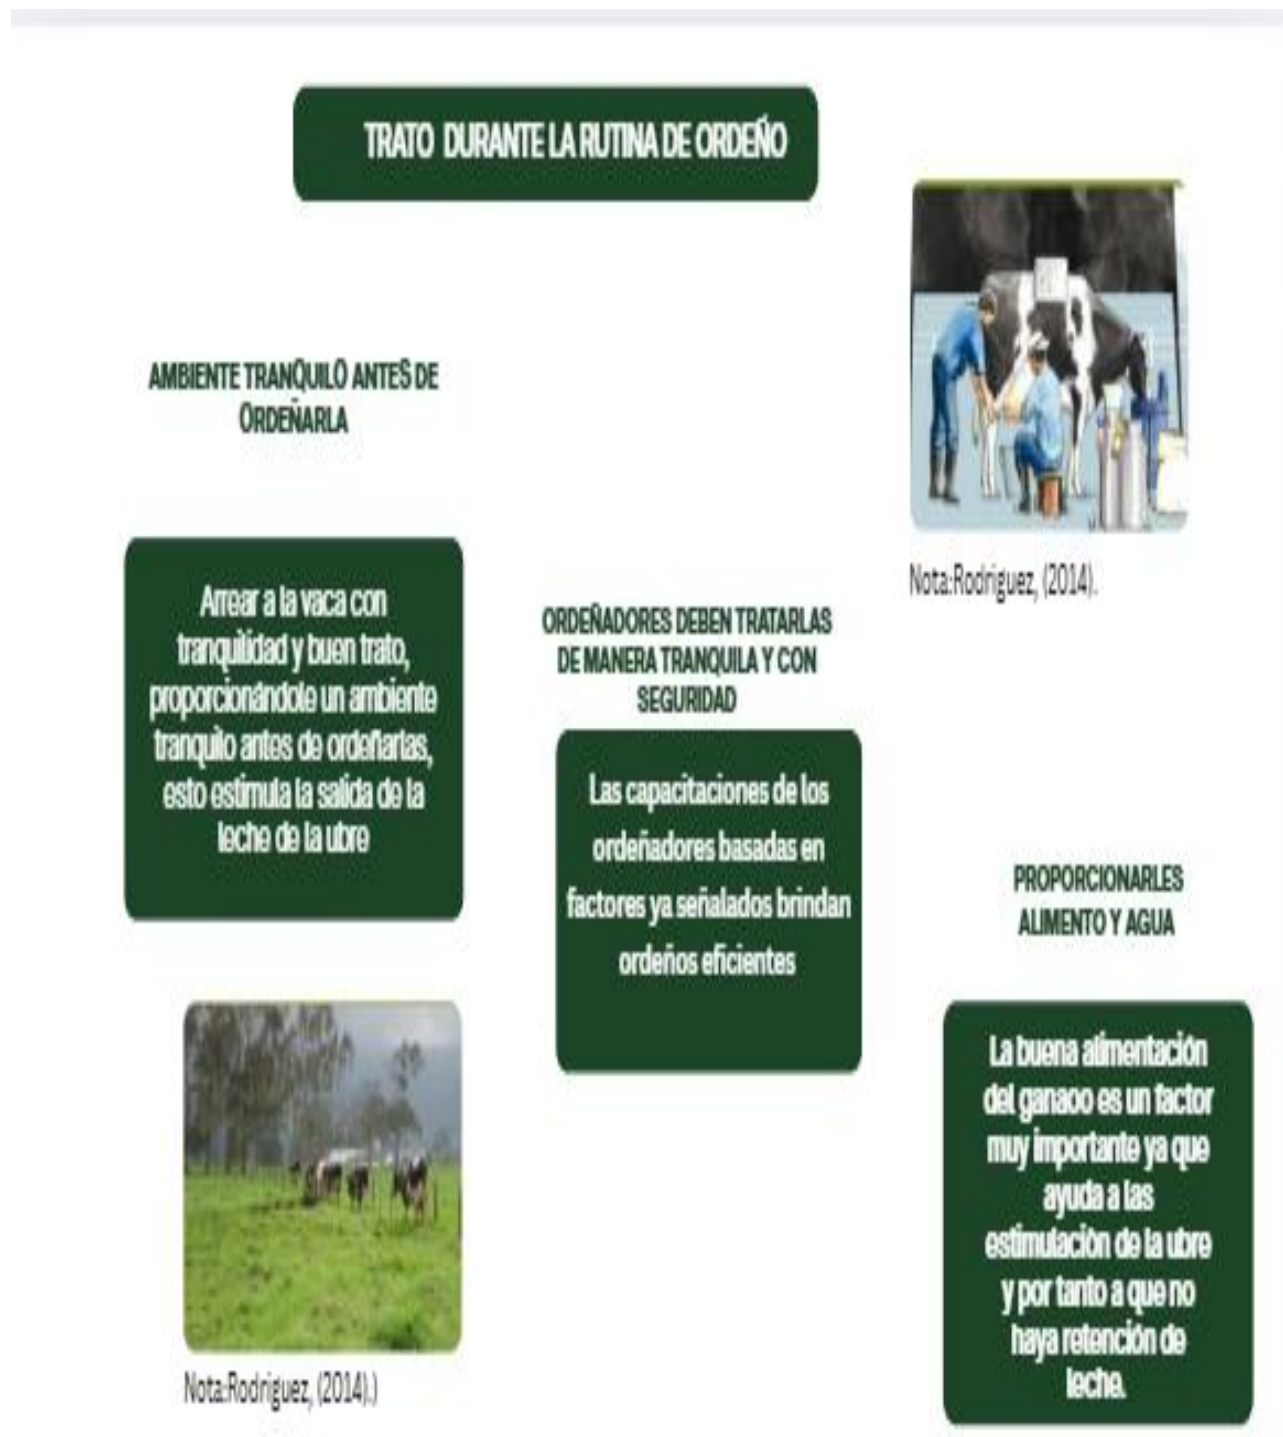 TRATO DURANTE LA RUTINA DE ORDEÑO
AMBIENTE TRANQUILO ANTES DE
ORDEÑARLA
Arrear a la vaca con
tranquilidad y buen trato,
proporcionándole un ambiente
tranquilo antes de ordeñarlas,
esto estimula la salida de la
leche de la ubre
Nota:Rodriguez, (2014).)
ORDEÑADORES DEBEN TRATARLAS
DE MANERA TRANQUILA Y CON
SEGURIDAD
Las capacitaciones de los
ordeñadores basadas en
factores ya señalados brindan
ordeños eficientes
Nota:Rodriguez, (2014).
PROPORCIONARLES
ALIMENTO Y AGUA
La buena alimentación
del ganado es un factor
muy importante ya que
ayuda a las
estimulación de la ubre
y por tanto a que no
haya retención de
leche.